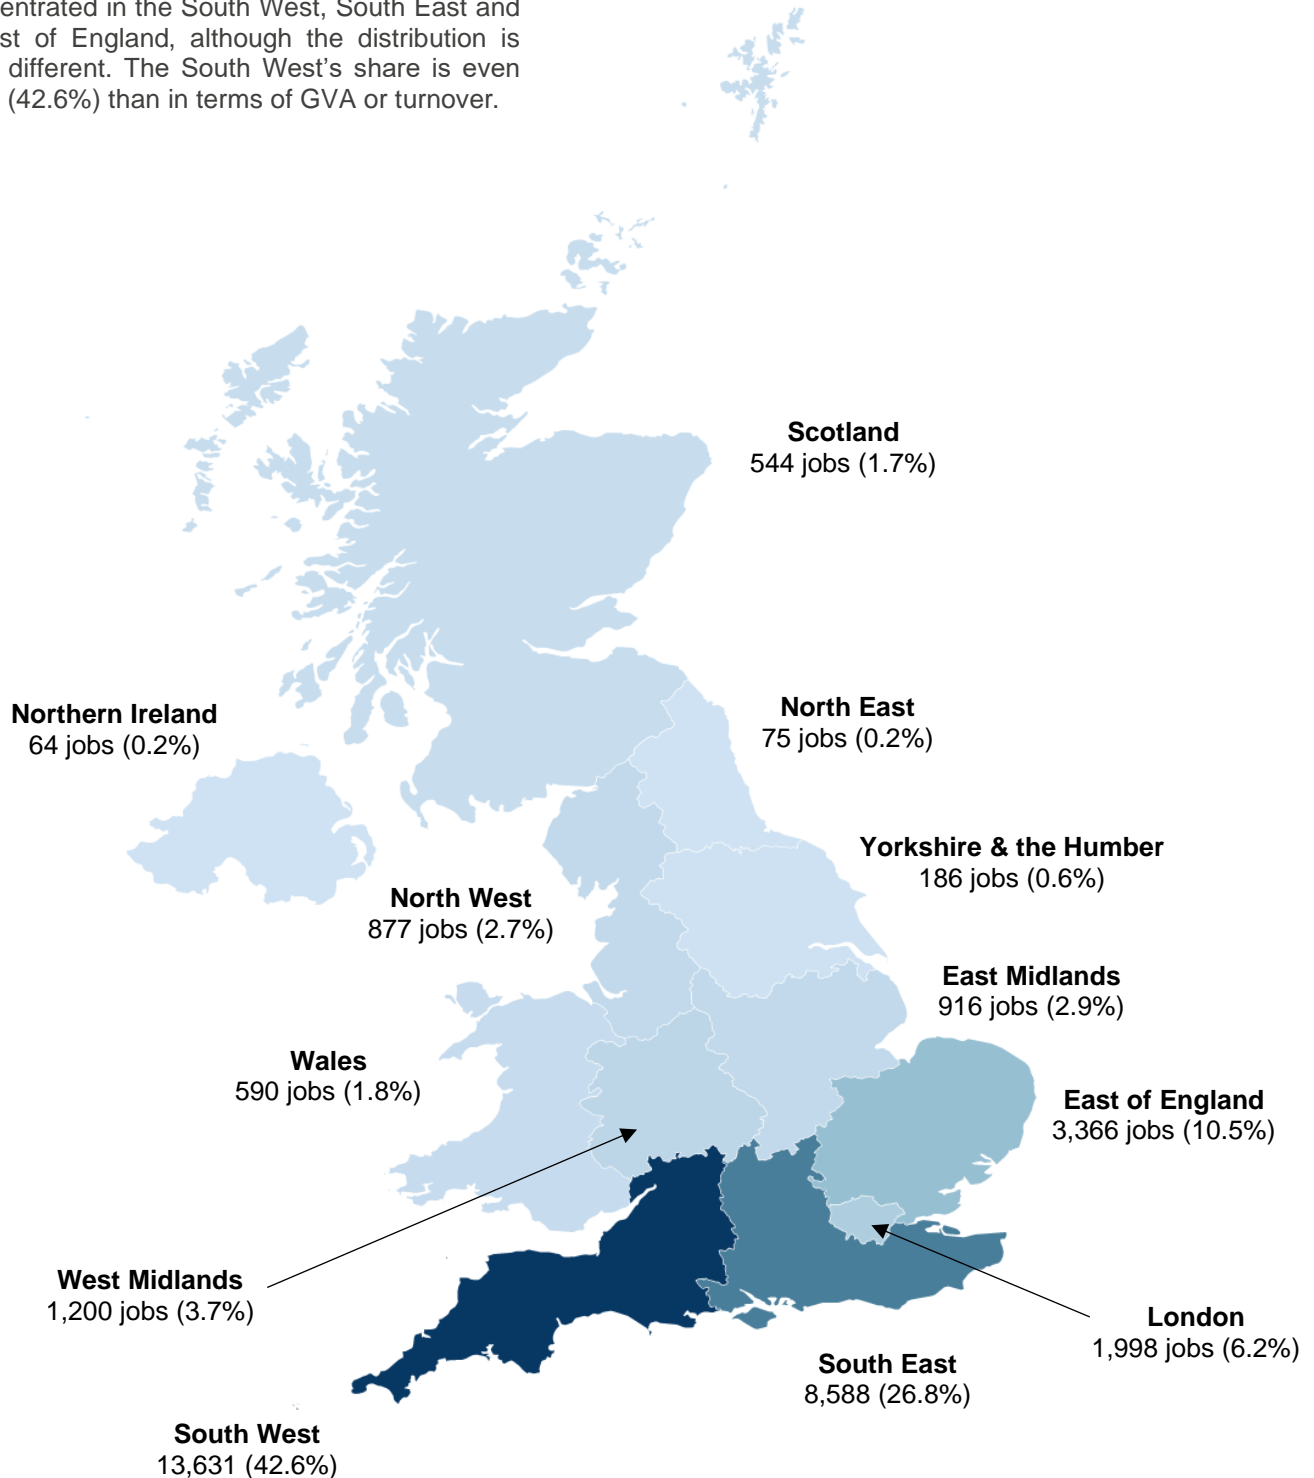 entrated in the South West, South East and
st of England, although the distribution is
different. The South West’s share is even
(42.6%) than in terms of GVA or turnover.
Scotland
544 jobs (1.7%)
Northern Ireland
64 jobs (0.2%)
North East
75 jobs (0.2%)
Yorkshire & the Humber
186 jobs (0.6%)
North West
877 jobs (2.7%)
East Midlands
916 jobs (2.9%)
Wales
590 jobs (1.8%)
East of England
3,366 jobs (10.5%)
West Midlands
1,200 jobs (3.7%)
London
1,998 jobs (6.2%)
South East
8,588 (26.8%)
South West
13,631 (42.6%)